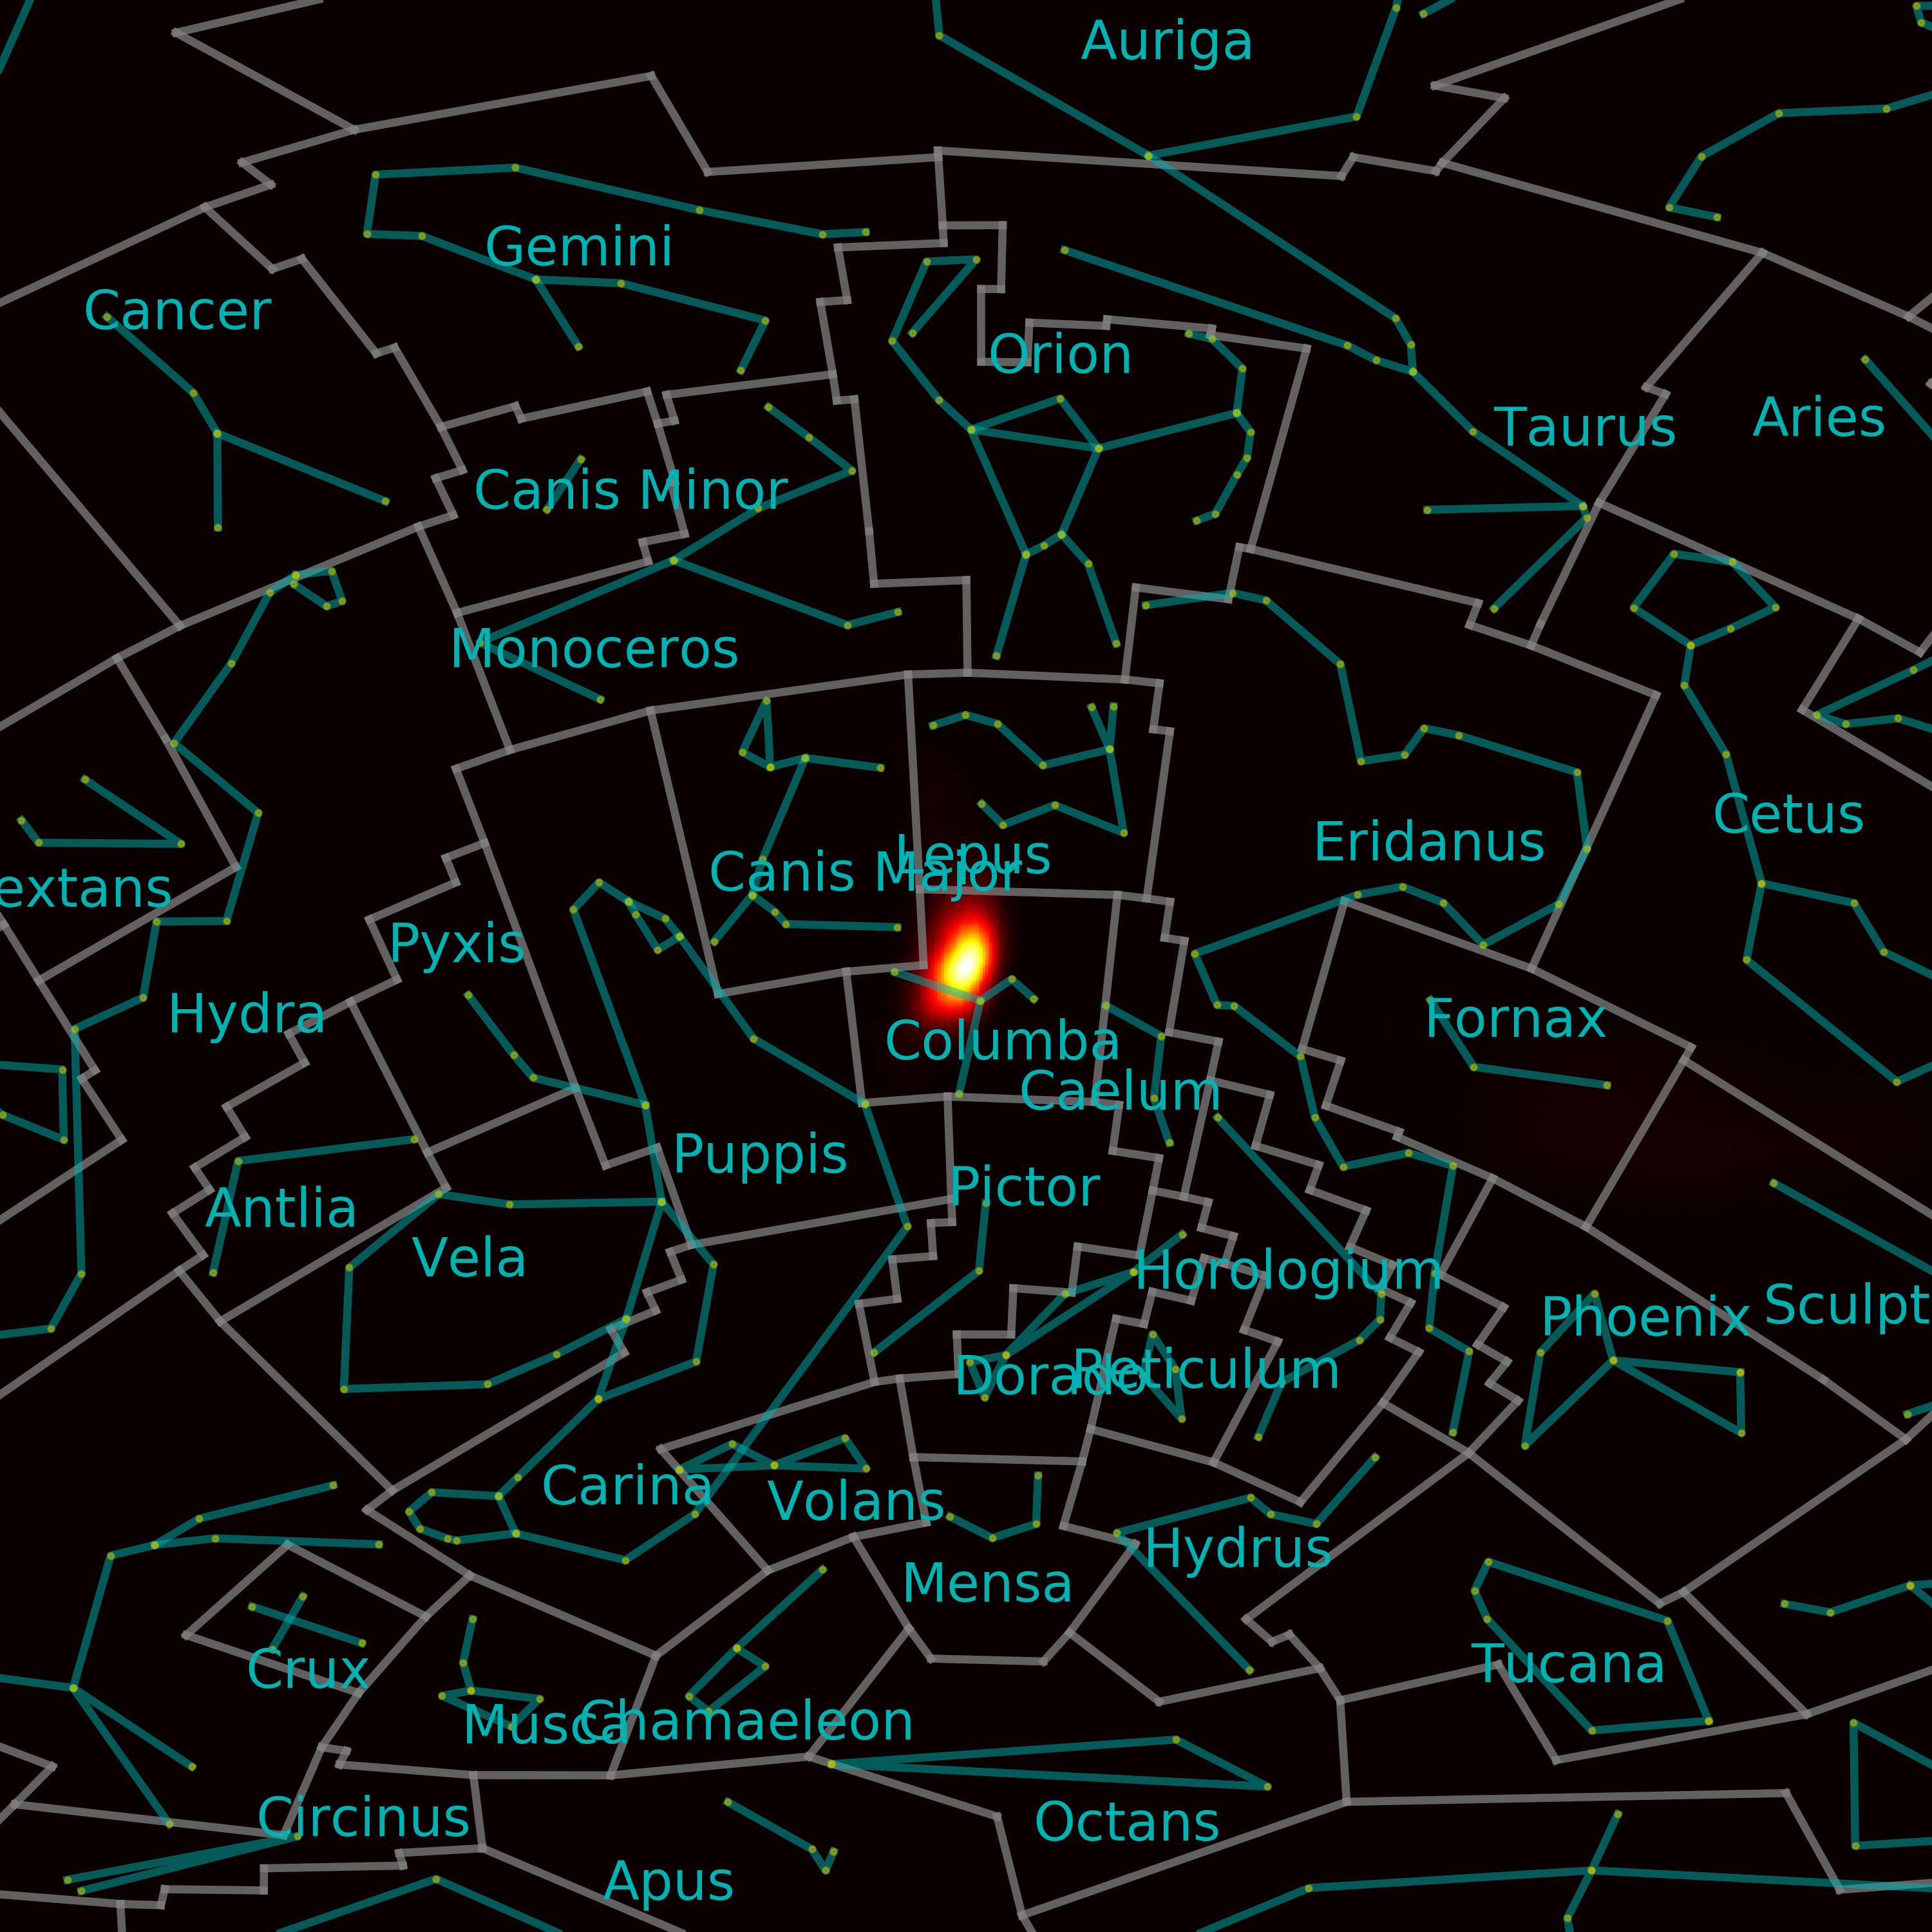 Auriga
Gemini
Cancer
Orion
Taurus
Aries
Canis Minor
Monoceros
Cetus
Eridanus
Lepus
Canis Major
extans
Pyxis
Hydra
Fornax
Columba
Caelum
Puppis
Pictor
Antlia
Vela
Horologium
Sculpt
Phoenix
Dorado
Reticulum
Carina
Volans
Hydrus
Mensa
Crux
Tucana
Musca
Chamaeleon
Circinus
Octans
Apus